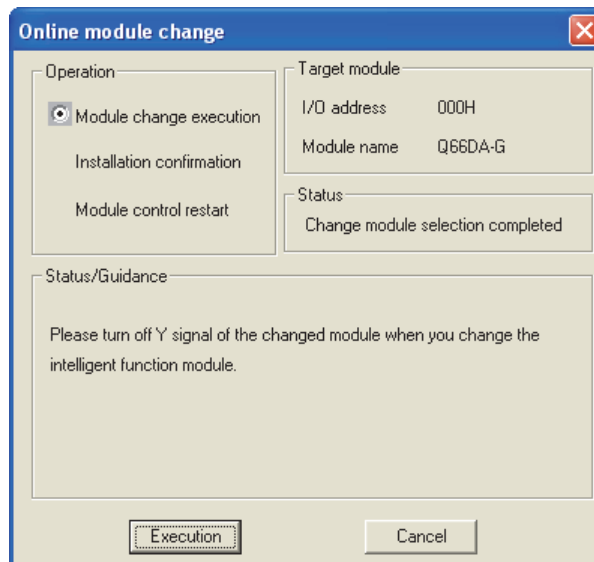 Online module change
Operation
Module change execution
Installation confirmation
Module control restart
Target module
I/O address 000H
Module name Q66DA-G
Status
Change module selection completed
Status/Guidance
Please turn off Y signal of the changed module when you change the
intelligent function module.
Execution Cancel